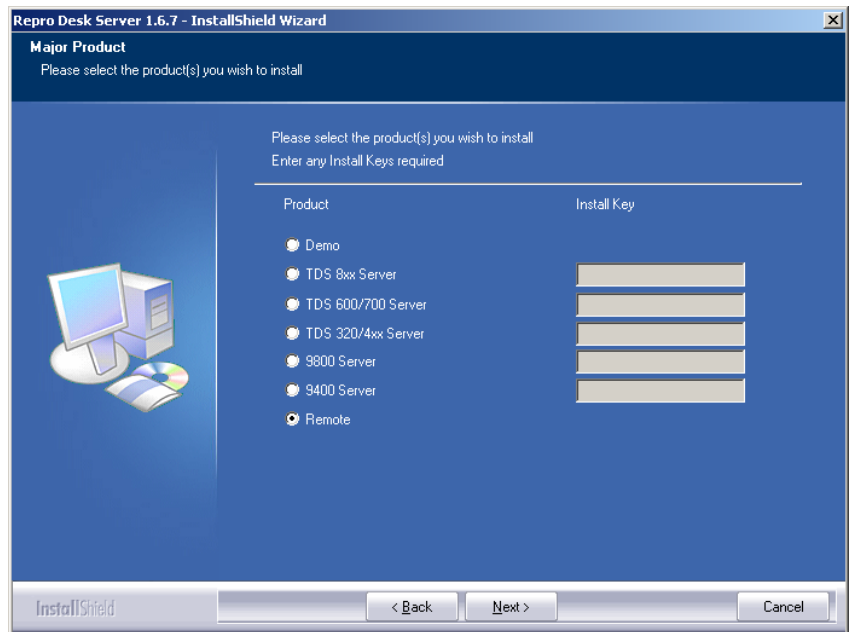 Repro Desk Server 1.6.7 - InstallShield Wizard
Major Product
Please select the product(s) you wish to install
Please select the product(s) you wish to install
Enter any Install Keys required
Product Install Key
Demo
TDS 8xx Server
TDS 600/700 Server
TDS 320/4xx Server
9800 Server
9400 Server
Remote
InstallShield < Back Next > Cancel